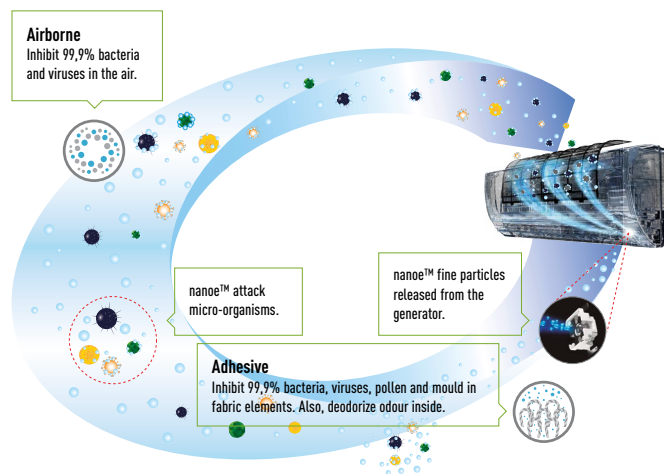 Airborne
Inhibit 99,9% bacteria
and viruses in the air.
nanoe™ attack
micro-organisms.
nanoe™ fine particles
released from the
generator.
Adhesive
Inhibit 99,9% bacteria, viruses, pollen and mould in
fabric elements. Also, deodorize odour inside.